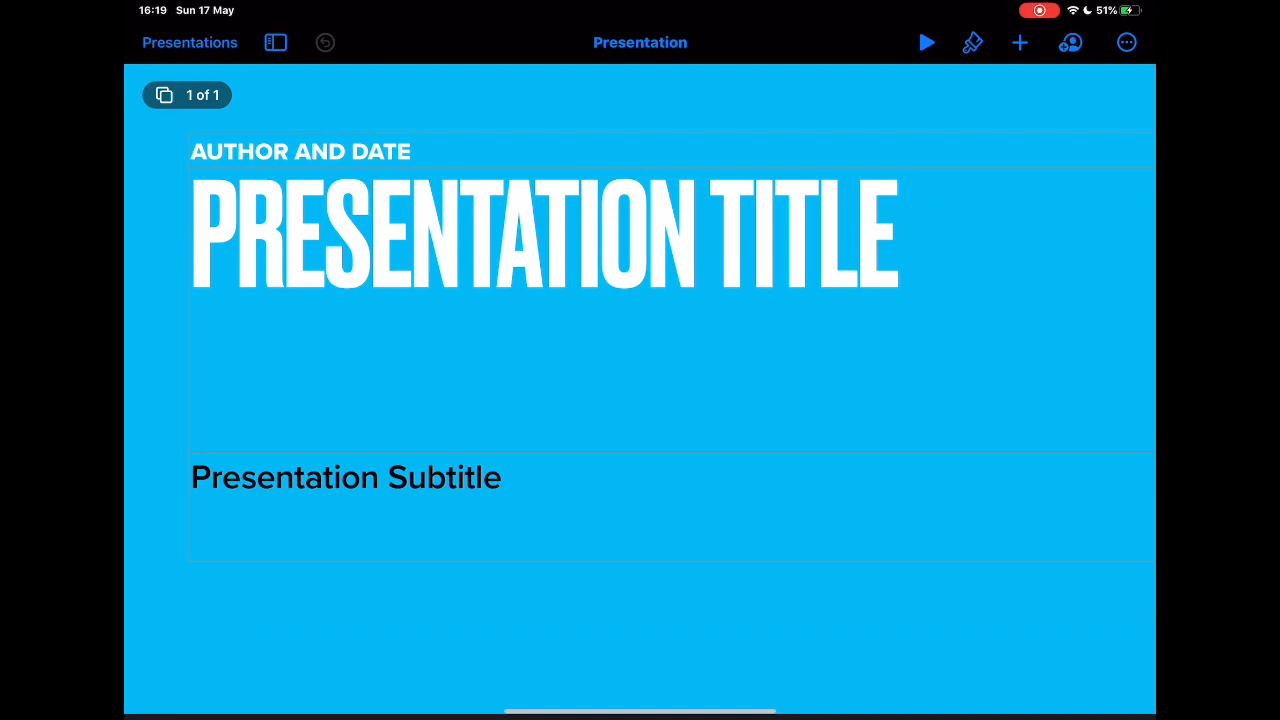 16:19 Sun 17 May 51%
Presentations Presentation
1 of 1
AUTHOR AND DATE
PRESENTATION TITLE
Presentation Subtitle